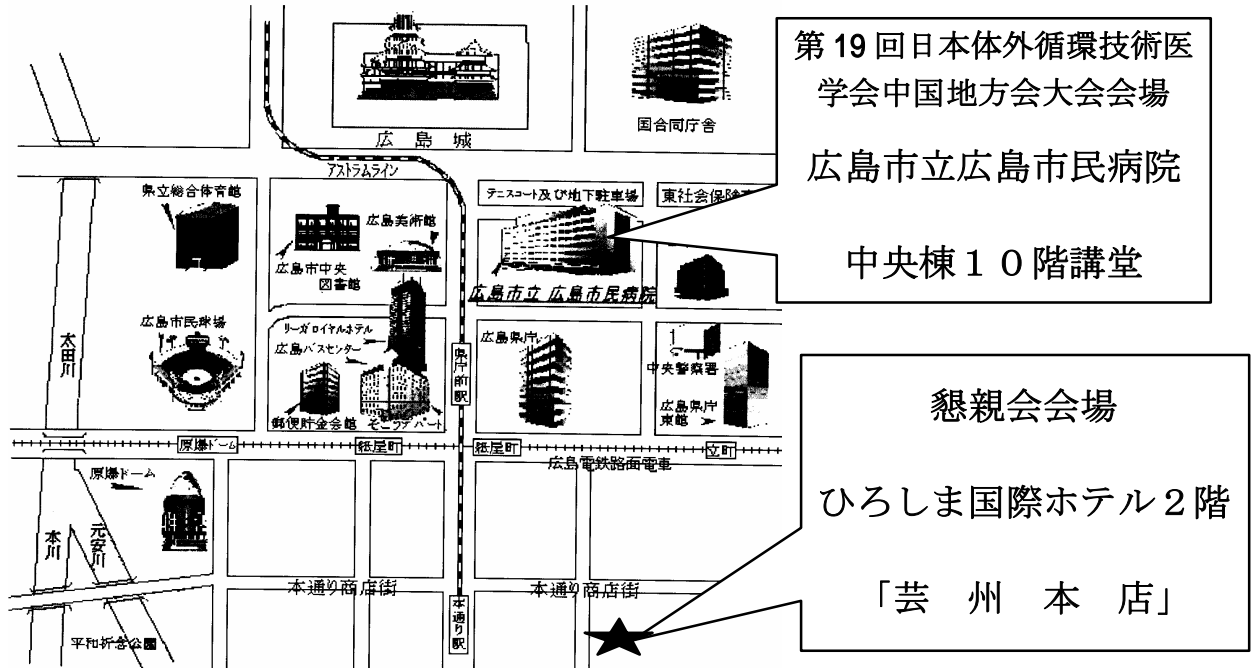 第19回日本体外循環技術医
学会中国地方会大会会場
広島市立広島市民病院
中央棟１０階講堂
懇親会会場
ひろしま国際ホテル２階
「芸 州 本 店」
広 島 城
国合同庁舎
アストラムライン
県立総合体育館
広島市中央
図書館
広島美術館
テニスコート及び地下駐車場
東社会保険
広島市立 広島市民病院
太田川
広島市民球場
リーガロイヤルホテル
広島バスセンター
郵便貯金会館
そごうデパート
県庁前駅
広島県庁
中央警察署
広島県庁
東館
原爆ドーム
紙屋町
紙屋町
立町
広島電鉄路面電車
原爆ドーム
本川
元安川
本通り商店街
本通り商店街
本通り駅
平和祈念公園